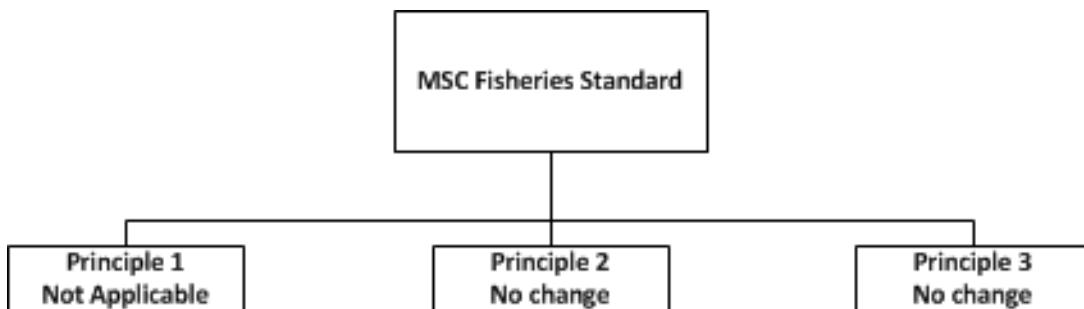 MSC Fisheries Standard
Principle 1
Not Applicable
Principle 2
No change
Principle 3
No change